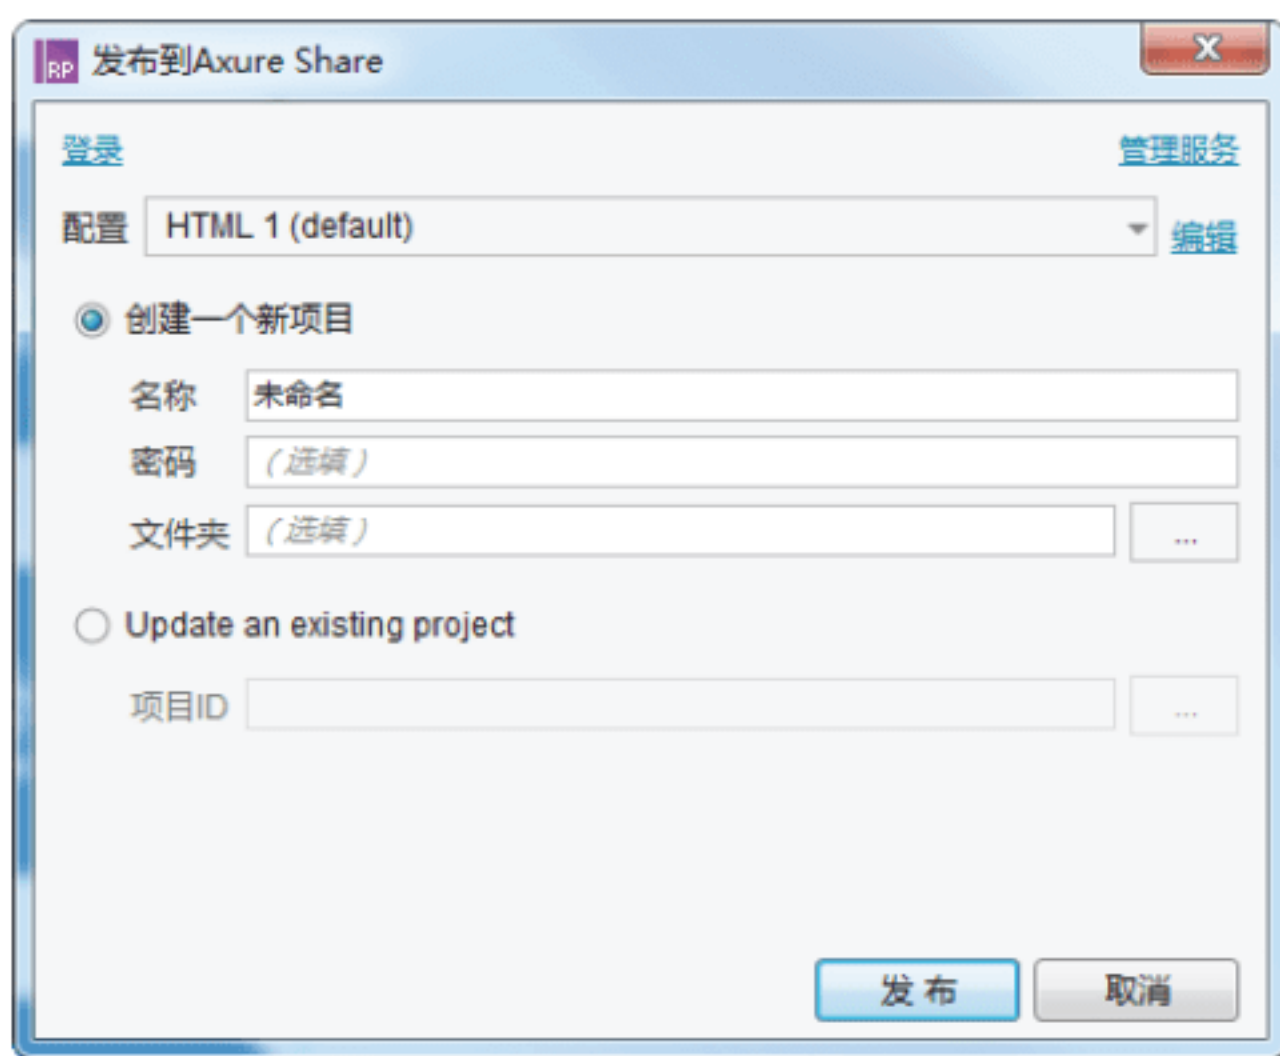 RP 发布到Axure Share
登录 管理服务
配置 HTML 1 (default) 编辑
创建一个新项目
名称 未命名
密码 (选填)
文件夹 (选填) ...
Update an existing project
项目ID ...
发布 取消